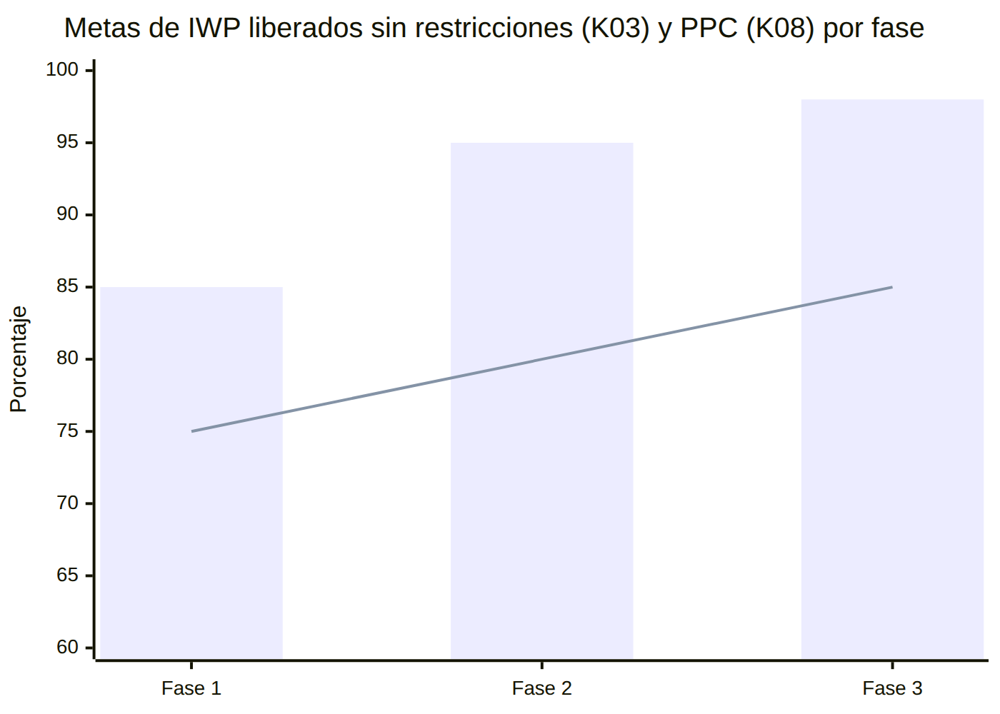 Metas de IWP liberados sin restricciones (K03) y PPC (K08) por fase
Porcentaje
100
95
90
85
80
75
70
65
60
Fase 1
Fase 2
Fase 3